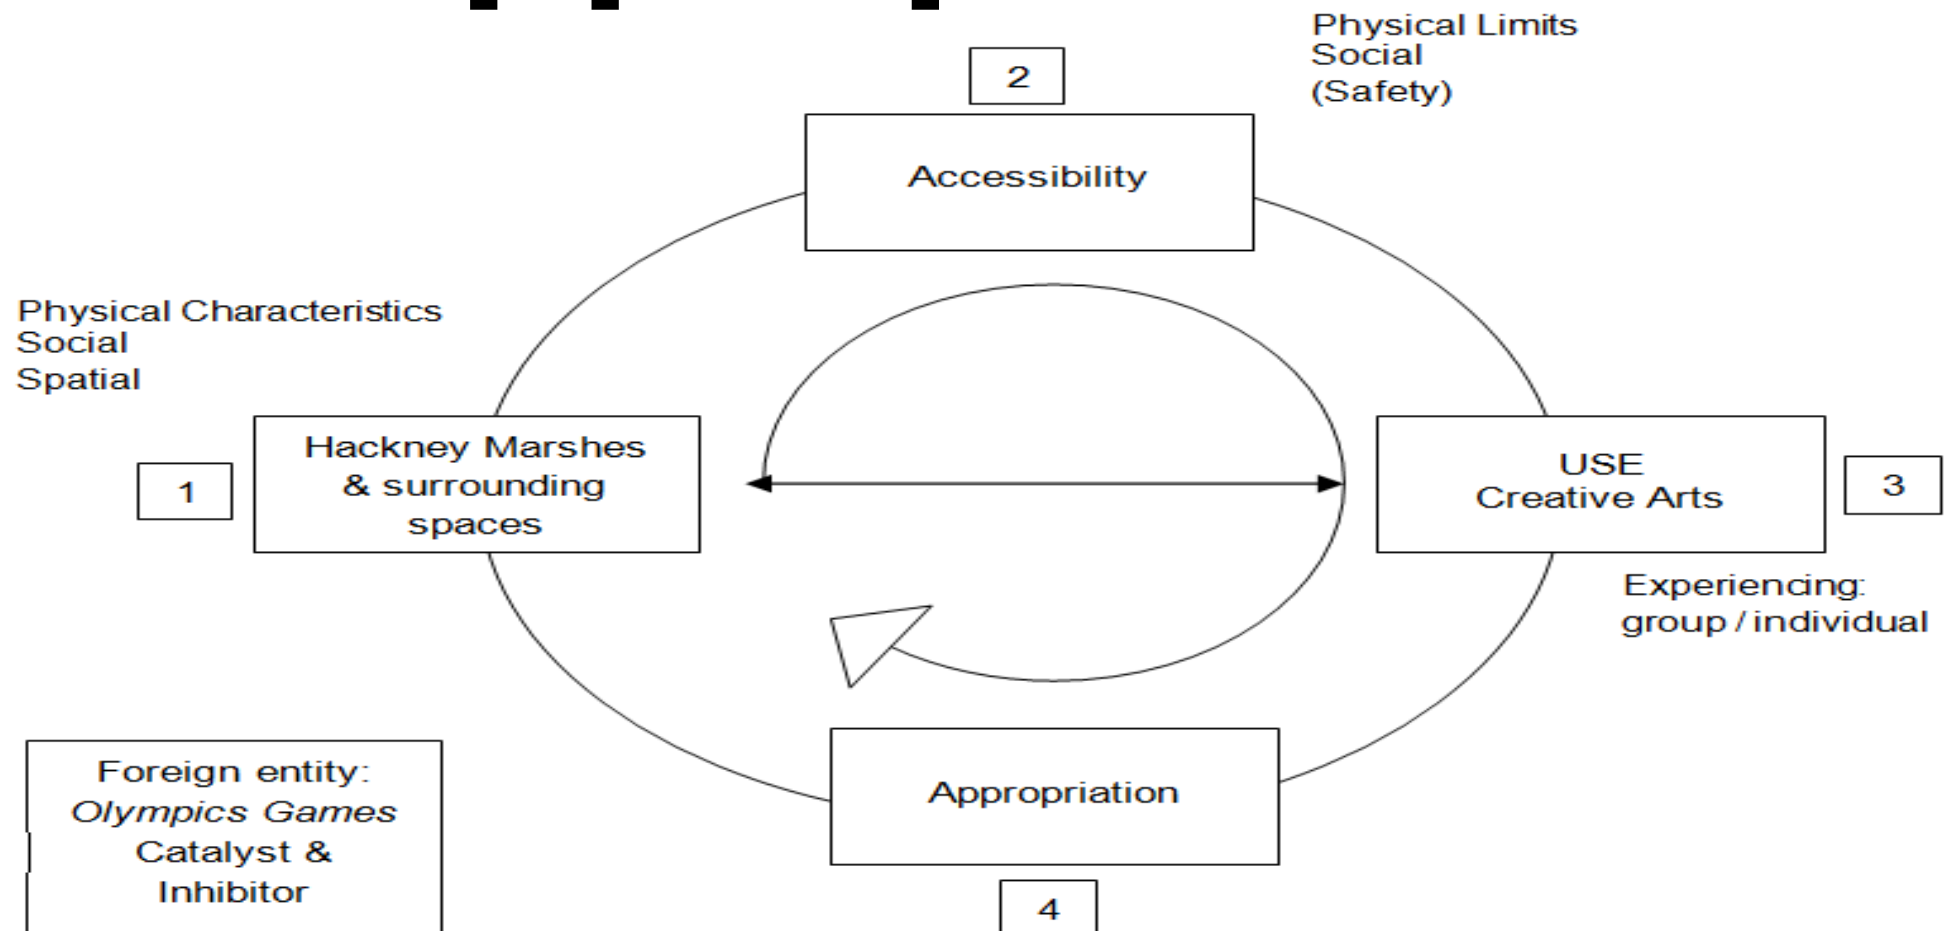 Physical Limits
Social
(Safety)
2
Accessibility
Physical Characteristics
Social
Spatial
1
Hackney Marshes
& surrounding
spaces
USE
Creative Arts
3
Experiencing:
group / individual
Appropriation
4
Foreign entity:
Olympics Games
Catalyst &
Inhibitor